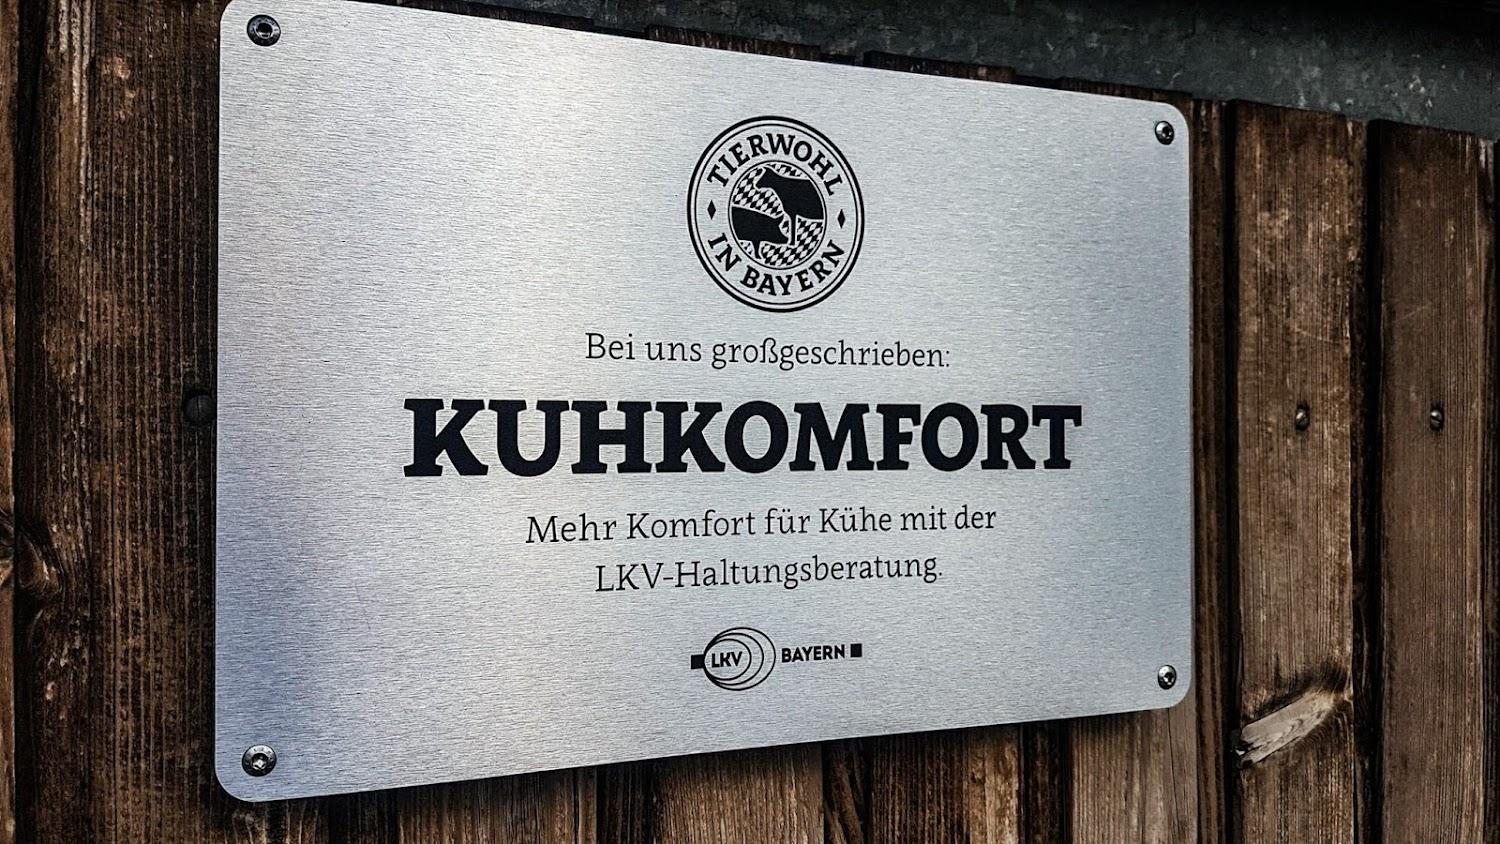 TIERWOHL
IN BAYERN
Bei uns großgeschrieben:
KUHKOMFORT
Mehr Komfort für Kühe mit der
LKV-Haltungsberatung.
LKV BAYERN